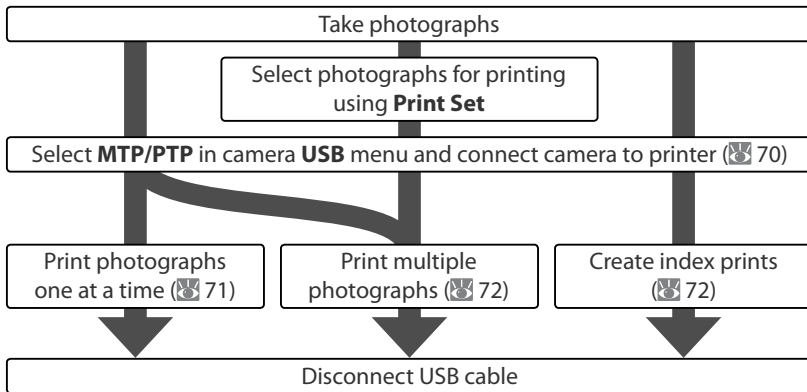 Take photographs
Select photographs for printing
using Print Set
Select MTP/PTP in camera USB menu and connect camera to printer ( 70)
Print photographs
one at a time ( 71)
Print multiple
photographs ( 72)
Create index prints
( 72)
Disconnect USB cable